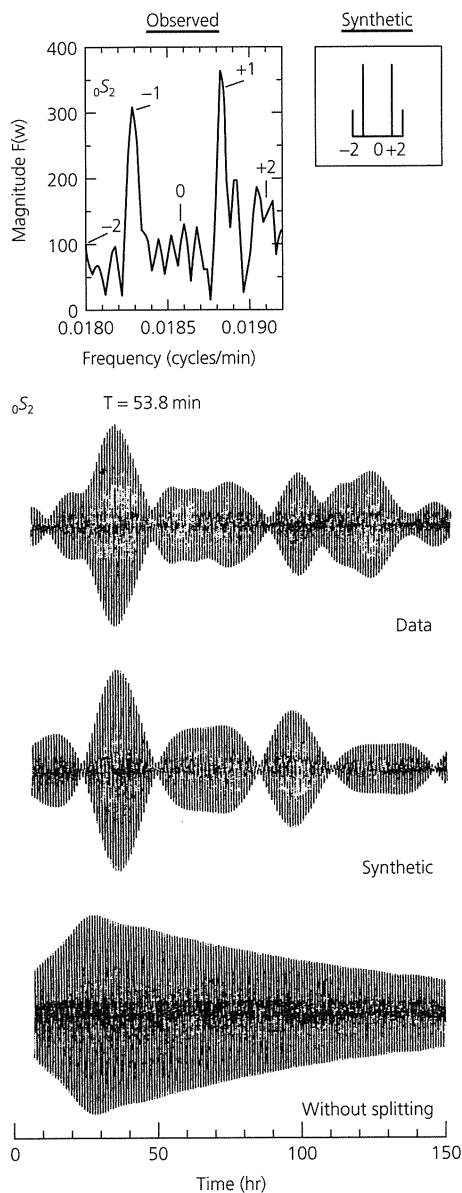 Observed
Synthetic
400
300
200
100
0
Magnitude F(w)
₀S₂
−1
+1
−2
0
+2
0.0180
0.0185
0.0190
Frequency (cycles/min)
−2 0 +2
₀S₂ T = 53.8 min
Data
Synthetic
Without splitting
0 50 100 150
Time (hr)